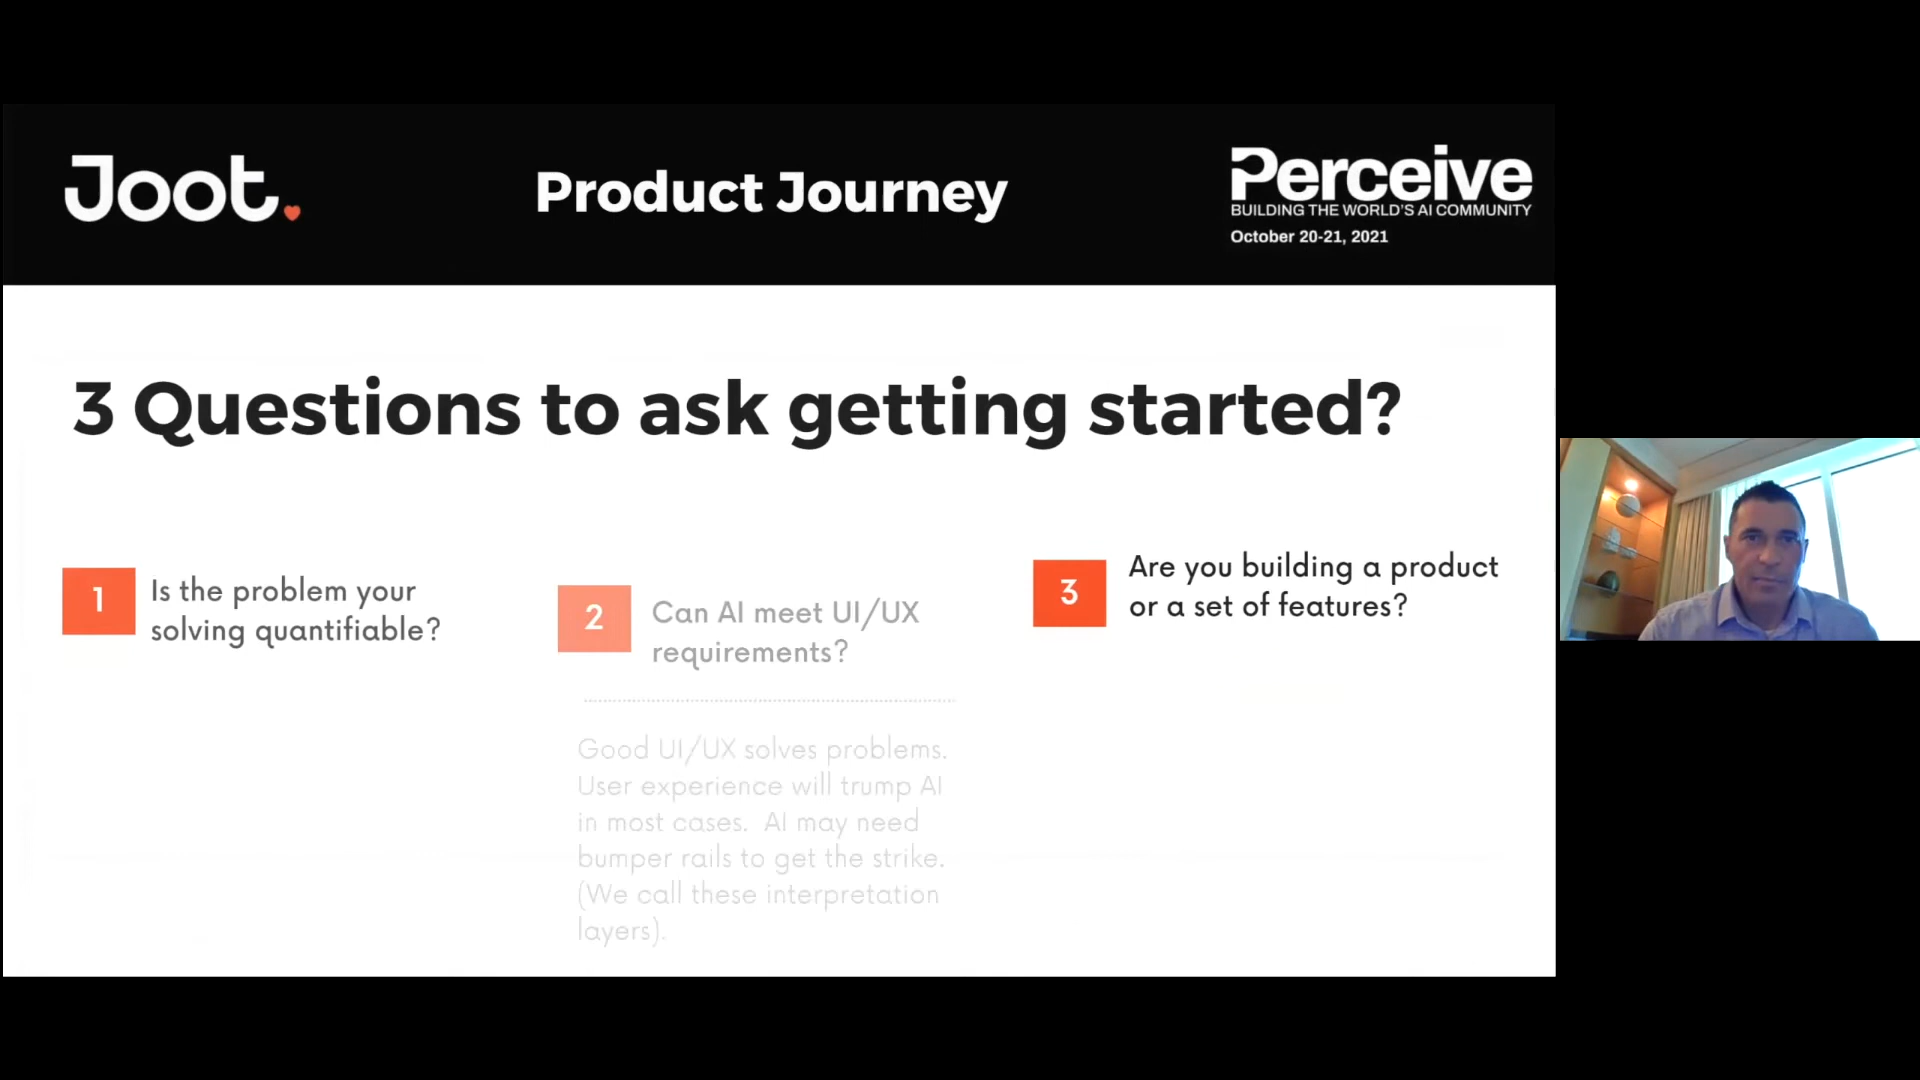 Joot.
Product Journey
Perceive
BUILDING THE WORLD'S AI COMMUNITY
October 20-21, 2021
3 Questions to ask getting started?
1
Is the problem your
solving quantifiable?
2
Can AI meet UI/UX
requirements?
Good UI/UX solves problems.
User experience will trump AI
in most cases. AI may need
bumper rails to get the strike.
(We call these interpretation
layers).
3
Are you building a product
or a set of features?